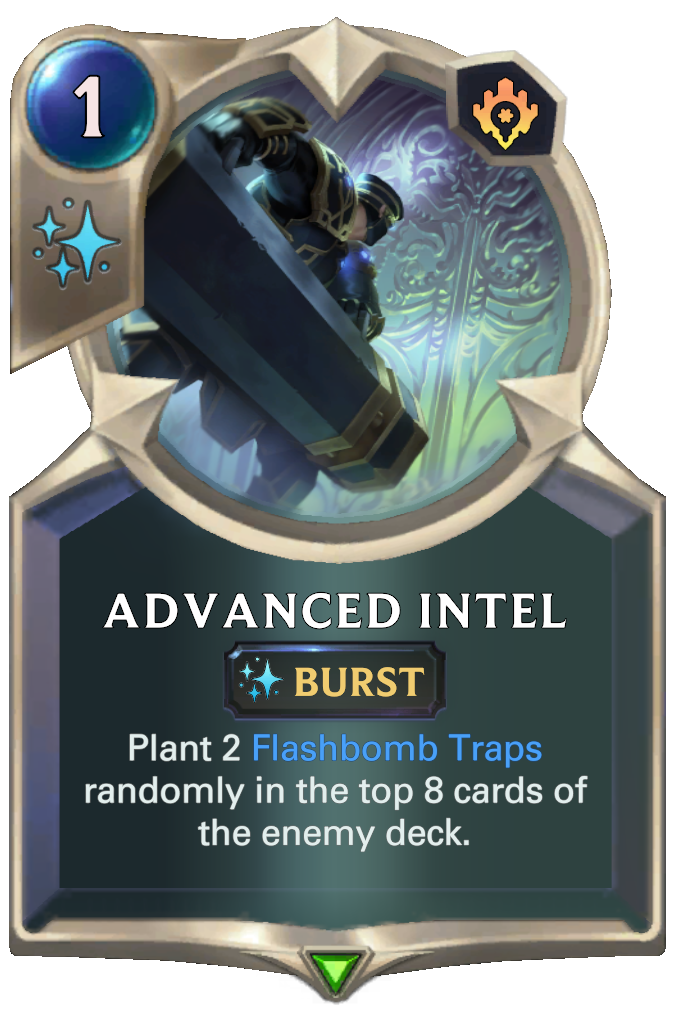 1
ADVANCED INTEL
BURST
Plant 2 Flashbomb Traps
randomly in the top 8 cards of
the enemy deck.